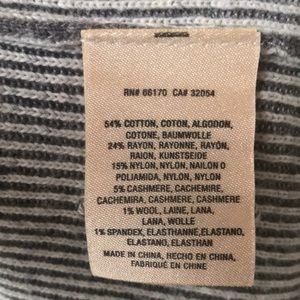 RN# 66170 CA# 32054
54% COTTON, COTON, ALGODON,
COTONE, BAUMWOLLE
24% RAYON, RAYONNE, RAYÓN,
RAION, KUNSTSEIDE
15% NYLON, NYLON, NAILON O
POLIAMIDA, NYLON, NYLON
5% CASHMERE, CACHEMIRE,
CACHEMIRA, CASHMERE, CASHMERE
1% WOOL, LAINE, LANA,
LANA, WOLLE
1% SPANDEX, ELASTHANNE,ELASTANO,
ELASTANO, ELASTHAN
MADE IN CHINA, HECHO EN CHINA,
FABRIQUÉ EN CHINE